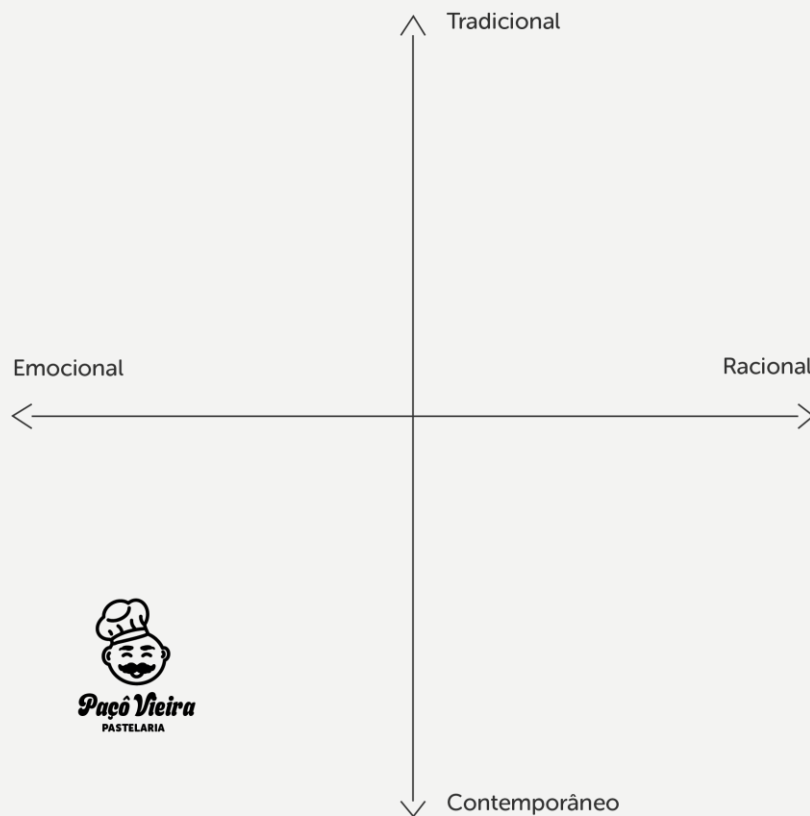 Tradicional
Emocional
Racional
Paçô Vieira
PASTELARIA
Contemporâneo